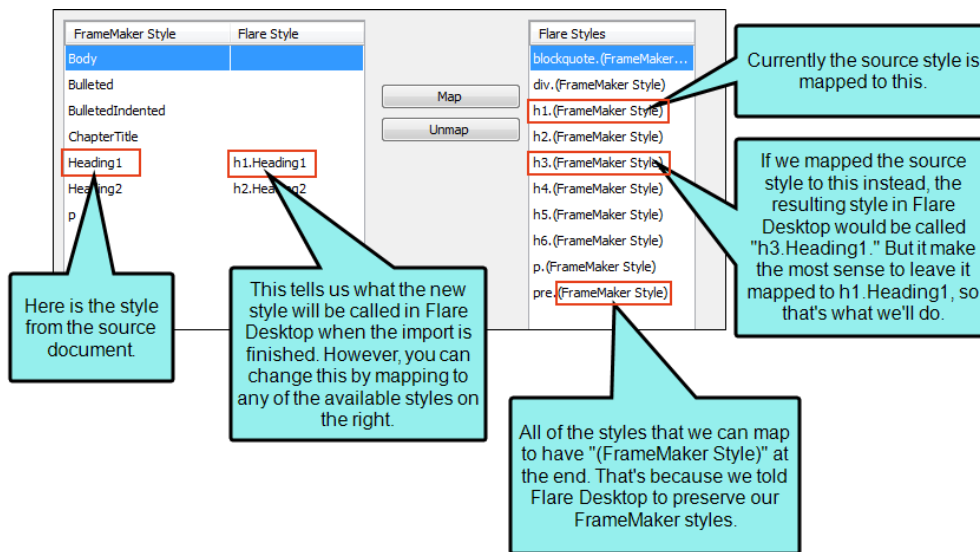 FrameMaker Style Flare Style
Body
Bulleted
BulletedIndented
ChapterTitle
Heading1 h1.Heading1
Heading2 h2.Heading2
p
Map
Unmap
Flare Styles
blockquote.(FrameMaker...
div.(FrameMaker Style)
h1.(FrameMaker Style)
h2.(FrameMaker Style)
h3.(FrameMaker Style)
h4.(FrameMaker Style)
h5.(FrameMaker Style)
h6.(FrameMaker Style)
p.(FrameMaker Style)
pre.(FrameMaker Style)
Currently the source style is
mapped to this.
If we mapped the source
style to this instead, the
resulting style in Flare
Desktop would be called
"h3.Heading1." But it make
the most sense to leave it
mapped to h1.Heading1, so
that's what we'll do.
Here is the style
from the source
document.
This tells us what the new
style will be called in Flare
Desktop when the import is
finished. However, you can
change this by mapping to
any of the available styles on
the right.
All of the styles that we can map
to have "(FrameMaker Style)" at
the end. That's because we told
Flare Desktop to preserve our
FrameMaker styles.